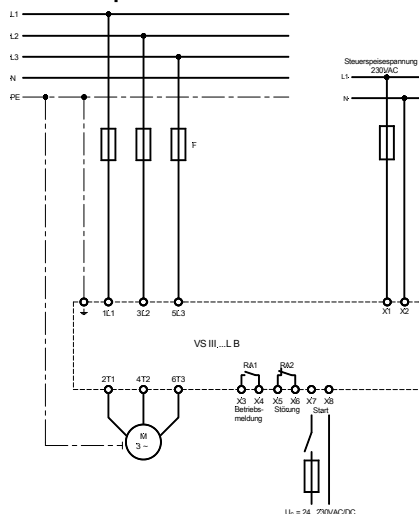 L1
L2
L3
N
PE
Steuerspeisespannung
230VAC
L1
N
F
1L1 3L2 5L3 X1 X2
VS III ...L B
2T1 4T2 6T3
RA1 RA2
X3 X4 X5 X6 X7 X8
Betriebs-
meldung
Störung
Start
M
3 ~
= 24...230VAC/DC